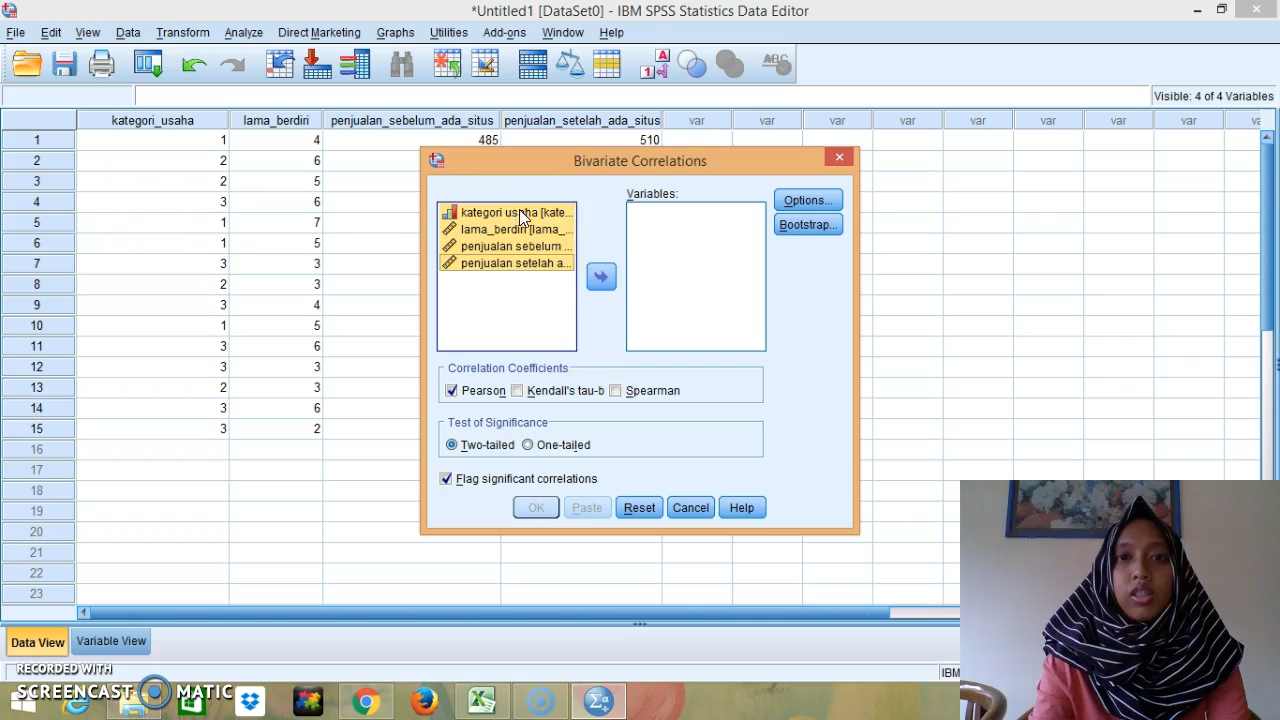 *Untitled1 [DataSet0] - IBM SPSS Statistics Data Editor
File Edit View Data Transform Analyze Direct Marketing Graphs Utilities Add-ons Window Help
Visible: 4 of 4 Variables
kategori_usaha lama_berdiri penjualan_sebelum_ada_situs penjualan_setelah_ada_situs var var var var var var var var
1 1 4 485 510
2 2 6
3 2 5
4 3 6
5 1 7
6 1 5
7 3 3
8 2 3
9 3 4
10 1 5
11 3 6
12 3 3
13 2 3
14 3 6
15 3 2
16
17
18
19
20
21
22
23
Bivariate Correlations
Variables:
kategori usaha [kate...
lama_berdiri [lama_...
penjualan sebelum ...
penjualan setelah a...
Options...
Bootstrap...
Correlation Coefficients
Pearson Kendall's tau-b Spearman
Test of Significance
Two-tailed One-tailed
Flag significant correlations
OK Paste Reset Cancel Help
Data View Variable View
IBM
RECORDED WITH
SCREENCAST MATIC